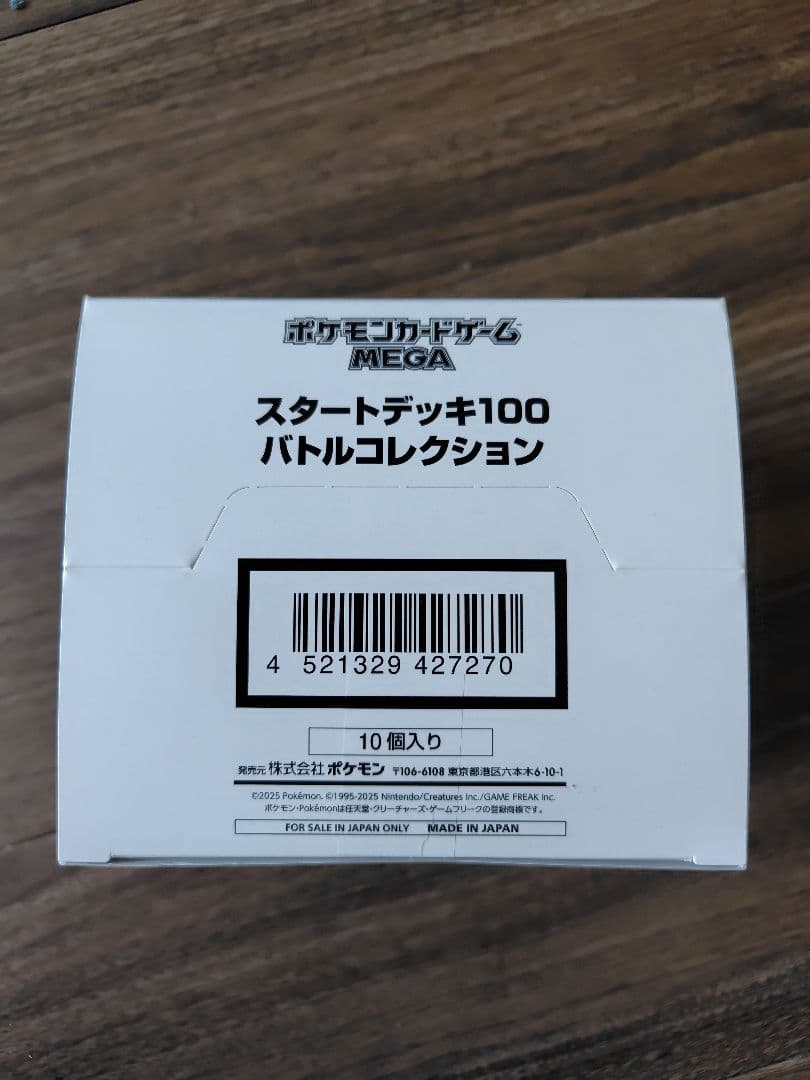 ポケモンカードゲーム
MEGA
スタートデッキ100
バトルコレクション
4 521329 427270
10個入り
発売元 株式会社ポケモン 〒106-6108 東京都港区六本木6-10-1
©2025 Pokémon. ©1995-2025 Nintendo/Creatures Inc./GAME FREAK inc.
ポケモン・Pokémonは任天堂・クリーチャーズ・ゲームフリークの登録商標です。
FOR SALE IN JAPAN ONLY MADE IN JAPAN